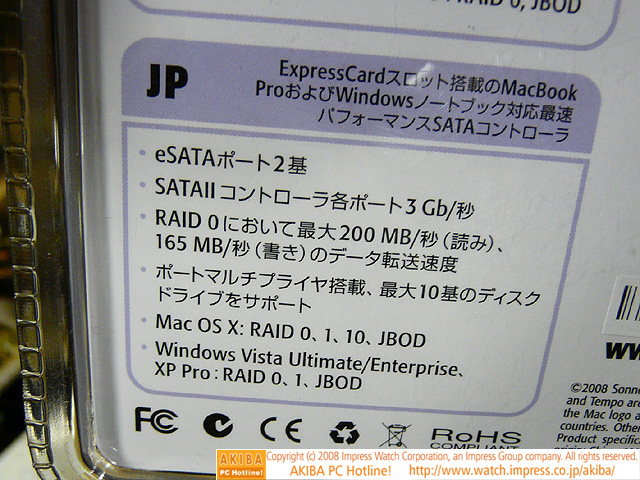 RAID 0, JBOD
JP
ExpressCardスロット搭載のMacBook
ProおよびWindowsノートブック対応最速
パフォーマンスSATAコントローラ
・eSATAポート2基
・SATAIIコントローラ各ポート3 Gb/秒
・RAID 0において最大200 MB/秒（読み）、
165 MB/秒（書き）のデータ転送速度
・ポートマルチプライヤ搭載、最大10基のディスク
ドライブをサポート
・Mac OS X: RAID 0、1、10、JBOD
・Windows Vista Ultimate/Enterprise、
XP Pro：RAID 0、1、JBOD
FC CE RoHS
COMPLIANT
©2008
and Tempo are
the Mac logo a
countries.
Product
AKIBA PC Hotline!
Copyright (c) 2008 Impress Watch Corporation, an Impress Group company. All rights reserved.
AKIBA PC Hotline! http://www.watch.impress.co.jp/akiba/